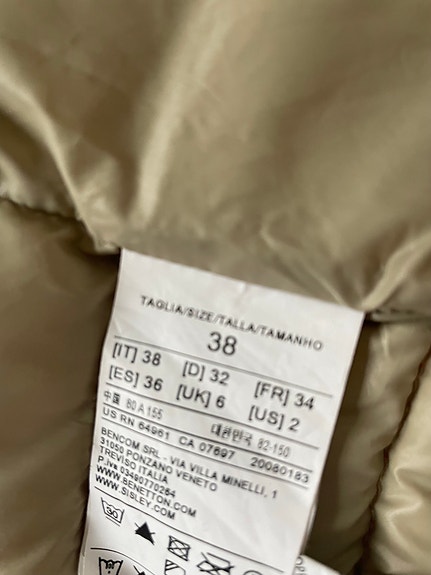 TAGLIA/SIZE/TALLA/TAMANHO
38
[IT] 38 [D] 32 [FR] 34
[ES] 36 [UK] 6 [US] 2
中国 80 A 155 대한민국 82-150
US RN 64961 CA 07697 20080183
BENCOM SRL - VIA VILLA MINELLI, 1
31050 PONZANO VENETO
TREVISO ITALIA
P.iva 03490770264
WWW.BENETTON.COM
WWW.SISLEY.COM
30